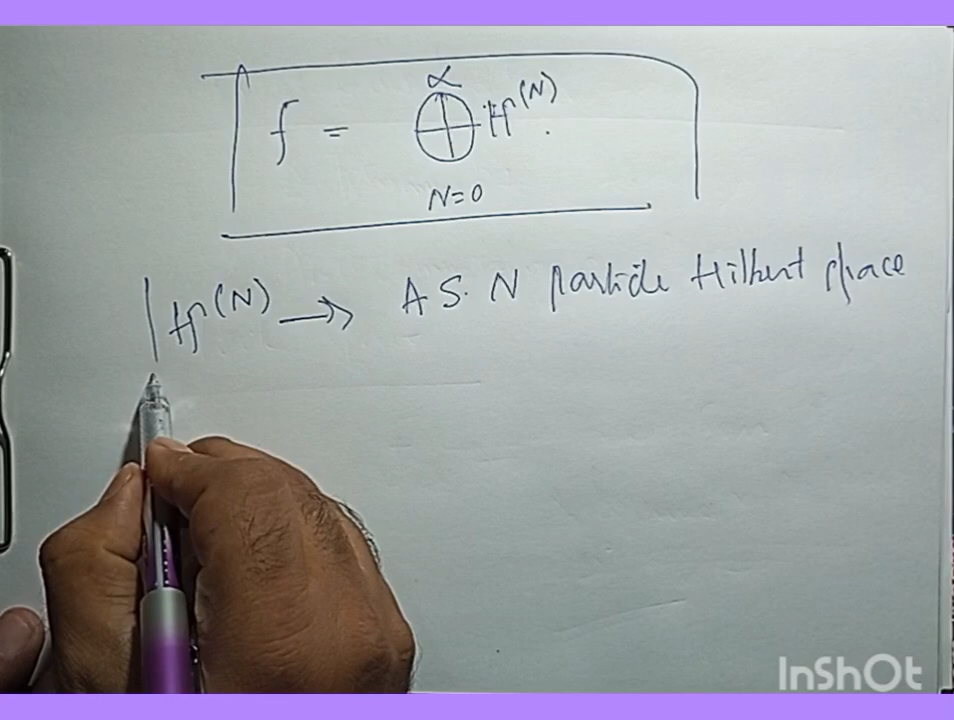 ∝
f = ⊕ H^(N).
N=0
H^(N) → A S. N particle Hilbert space
InShOt